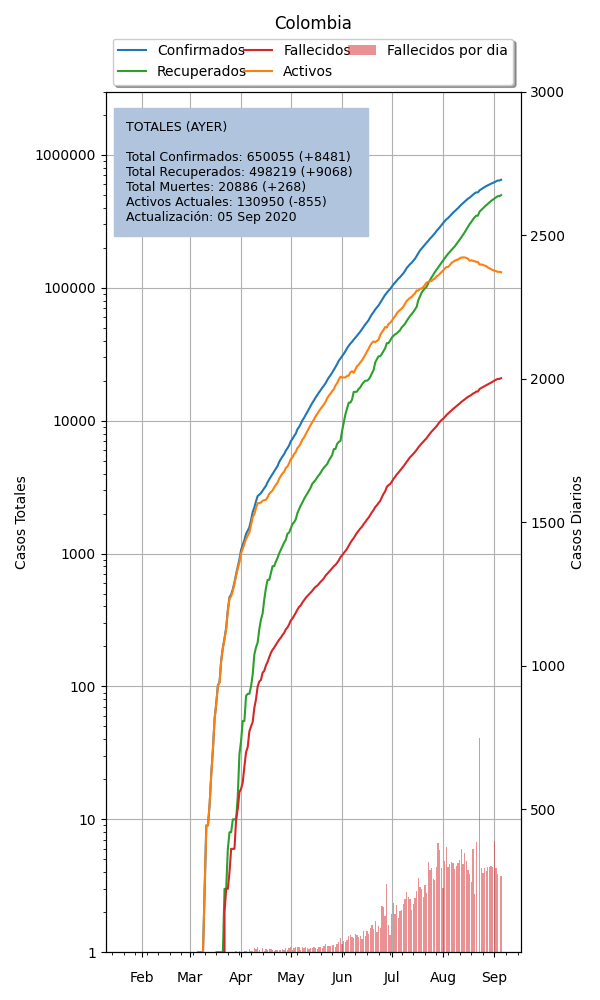 Colombia
Confirmados
Recuperados
Fallecidos
Activos
Fallecidos por dia
TOTALES (AYER)
Total Confirmados: 650055 (+8481)
Total Recuperados: 498219 (+9068)
Total Muertes: 20886 (+268)
Activos Actuales: 130950 (-855)
Actualización: 05 Sep 2020
Casos Totales
1000000
100000
10000
1000
100
10
1
Casos Diarios
3000
2500
2000
1500
1000
500
Feb Mar Apr May Jun Jul Aug Sep